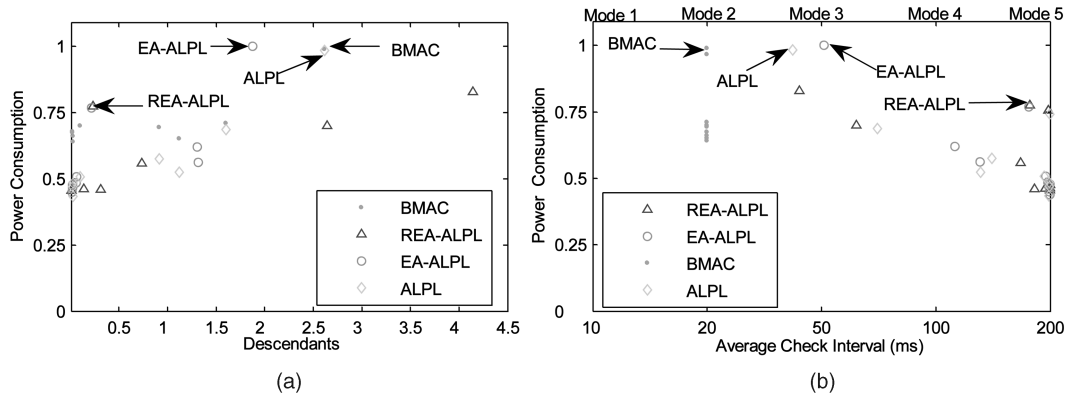 Power Consumption
1
0.75
0.5
0.25
0
0.5
1
1.5
2
2.5
3
3.5
4
4.5
Descendants
EA-ALPL
BMAC
ALPL
REA-ALPL
BMAC
REA-ALPL
EA-ALPL
ALPL
(a)
Mode 1 Mode 2 Mode 3 Mode 4 Mode 5
Power Consumption
1
0.75
0.5
0.25
0
10
20
50
100
200
Average Check Interval (ms)
BMAC
ALPL
EA-ALPL
REA-ALPL
REA-ALPL
EA-ALPL
BMAC
ALPL
(b)